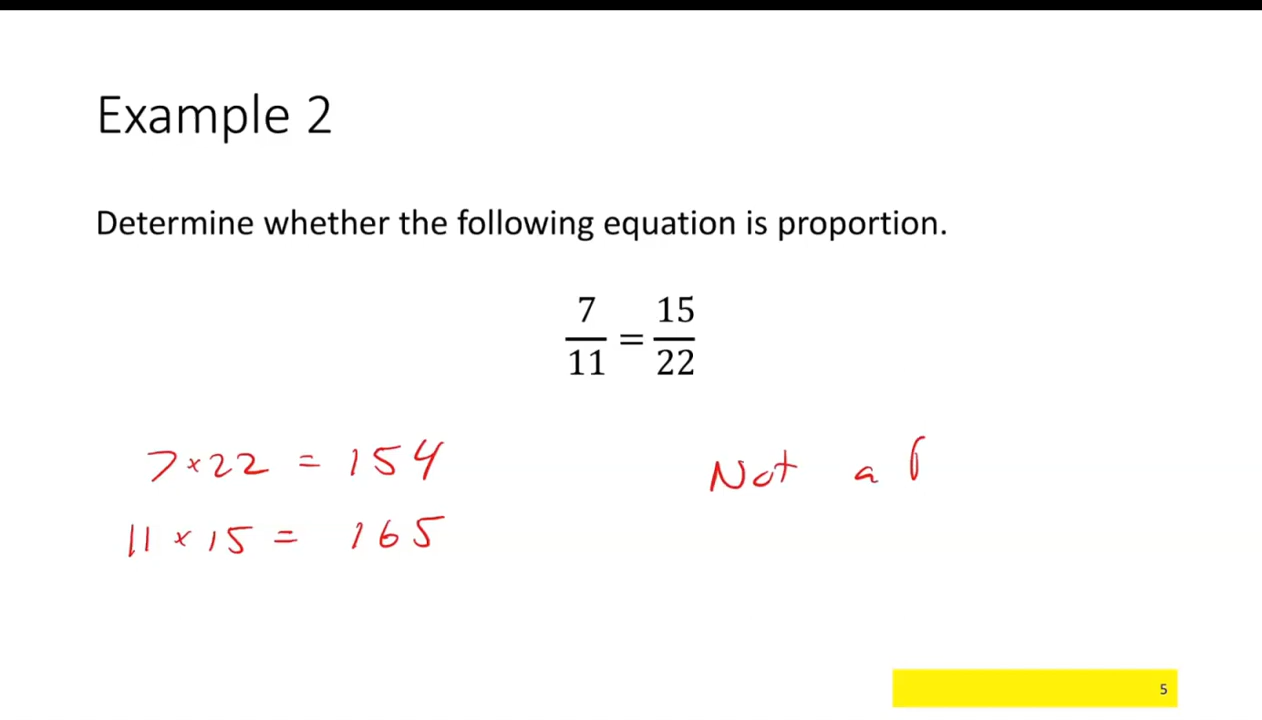 Example 2
Determine whether the following equation is proportion.
7/11 = 15/22
7 × 22 = 154
11 × 15 = 165
Not a
5